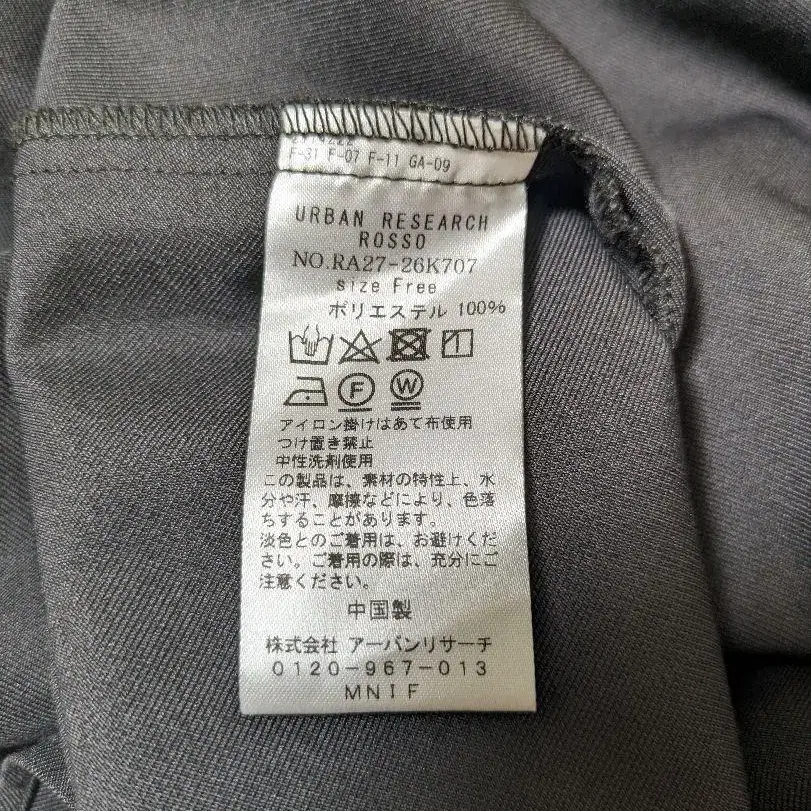 F-31 F-07 F-11 GA-09
URBAN RESEARCH
ROSSO
NO.RA27-26K707
size Free
ポリエステル 100%
F W
アイロン掛けはあて布使用
つけ置き禁止
中性洗剤使用
この製品は、素材の特性上、水
分や汗、摩擦などにより、色落
ちすることがあります。
淡色とのご着用は、お避けくだ
さい。ご着用の際は、充分にご
注意ください。
中国製
株式会社 アーバンリサーチ
0120-967-013
MNIF